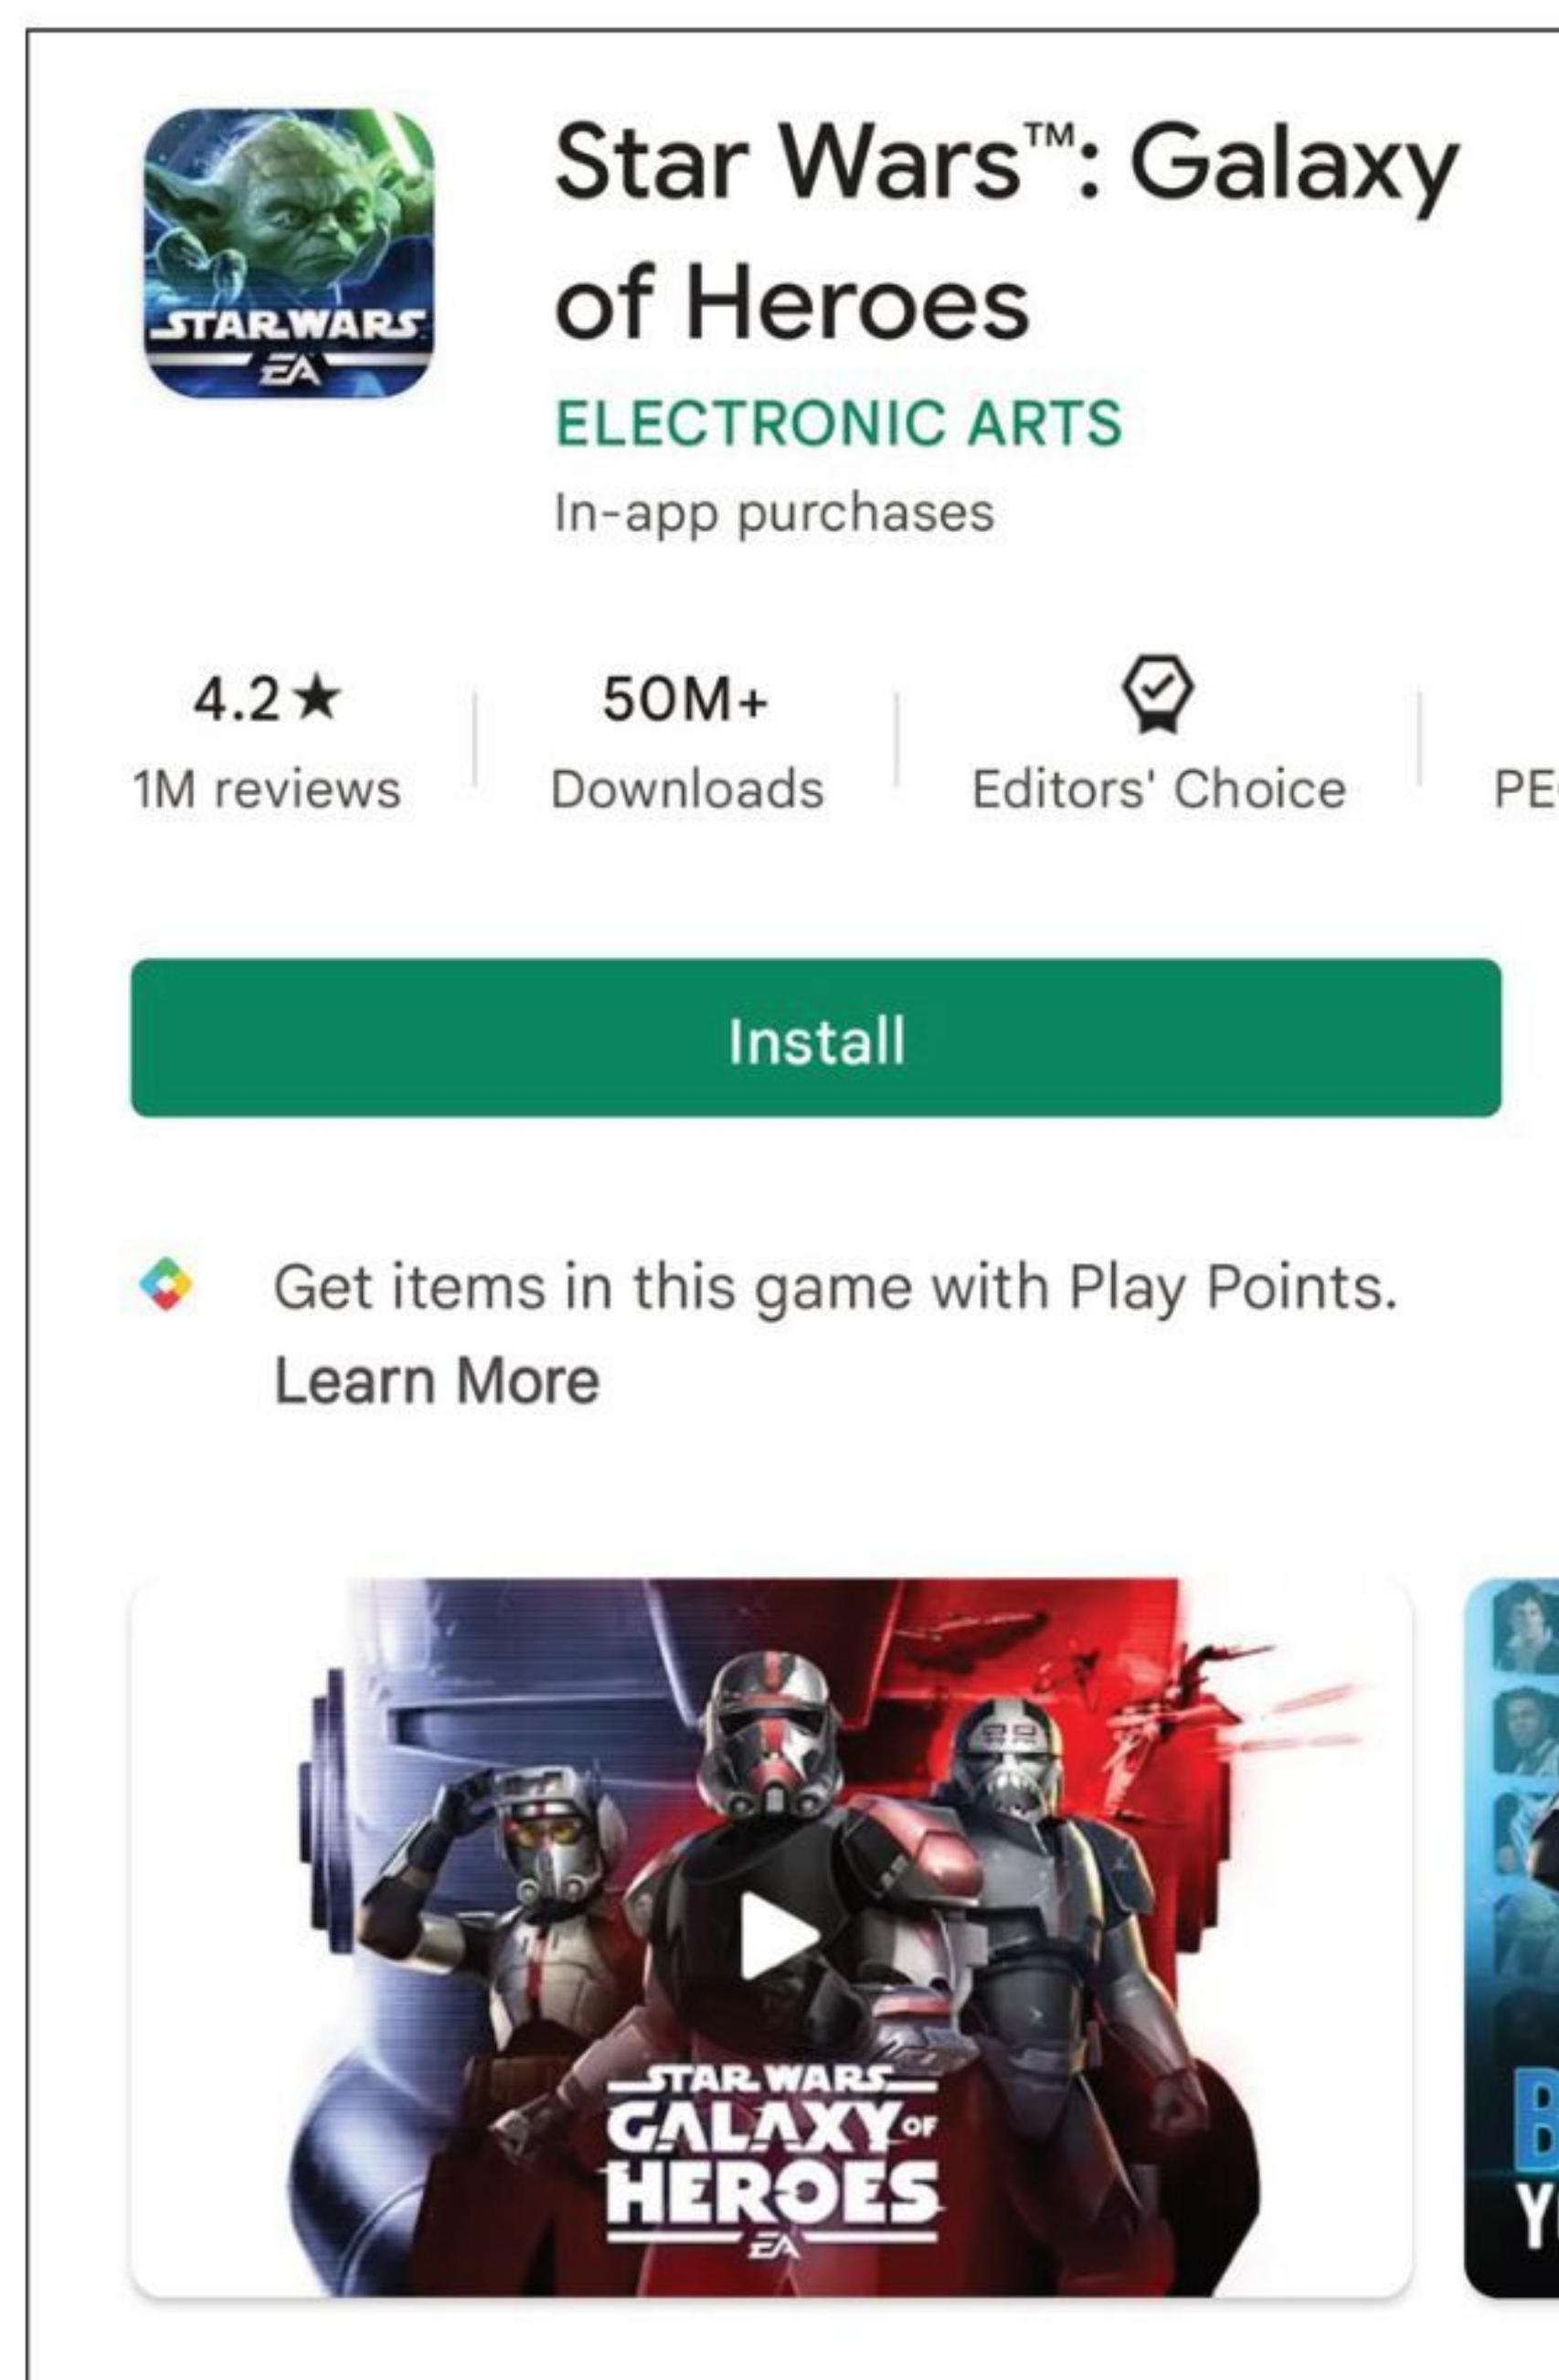 Star Wars™: Galaxy
of Heroes
ELECTRONIC ARTS
In-app purchases
STAR WARS
EA
4.2★
50M+
1M reviews
Downloads
Editors' Choice
Install
Get items in this game with Play Points.
Learn More
STAR WARS
GALAXY OF
HEROES
EA